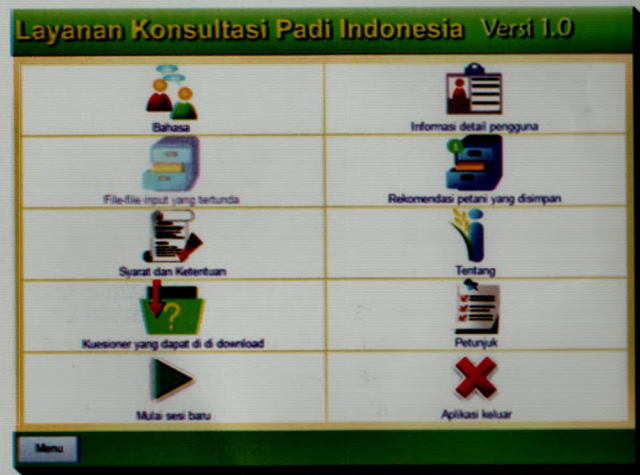 Layanan Konsultasi Padi Indonesia Versi 1.0
Bahasa
Informasi detail pengguna
File-file input yang tertunda
1
Rekomendasi petani yang disimpan
Syarat dan Ketentuan
Tentang
?
Kuesioner yang dapat di di download
Petunjuk
Mulai sesi baru
Aplikasi keluar
Menu